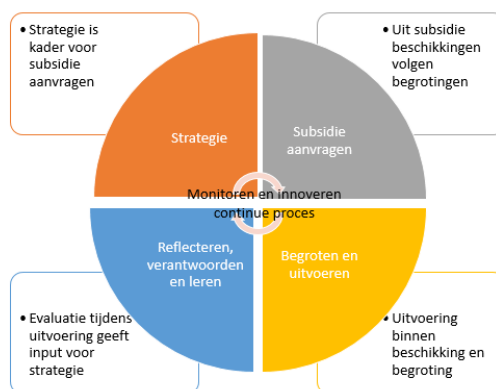 • Strategie is
kader voor
subsidie
aanvragen
• Uit subsidie
beschikkingen
volgen
begrotingen
Strategie
Subsidie
aanvragen
Monitoren en innoveren
continue proces
Reflecteren,
verantwoorden
en leren
Begroten en
uitvoeren
• Evaluatie tijdens
uitvoering geeft
input voor
strategie
• Uitvoering
binnen
beschikking en
begroting